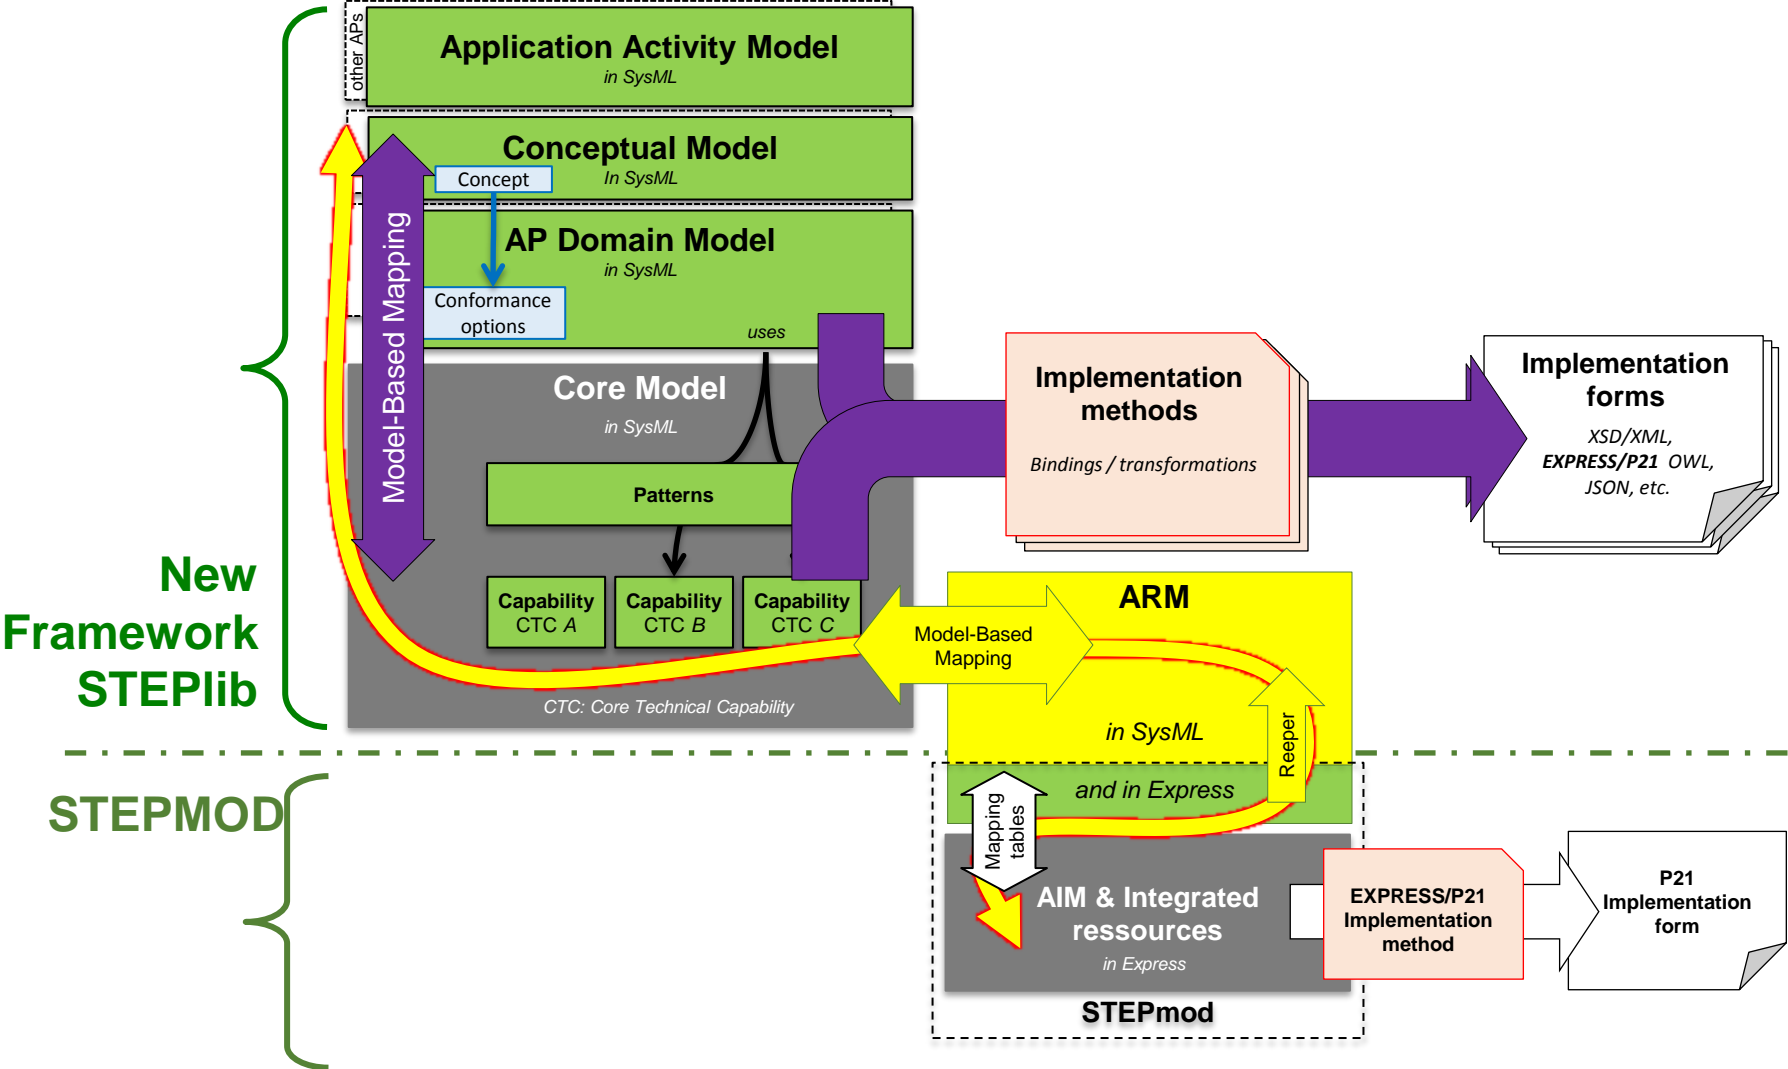 other APs
Application Activity Model
in SysML
Conceptual Model
In SysML
Concept
AP Domain Model
in SysML
Conformance
options
uses
Model-Based Mapping
Core Model
in SysML
Patterns
Capability
CTC A
Capability
CTC B
Capability
CTC C
CTC: Core Technical Capability
Implementation
methods
Bindings / transformations
Implementation
forms
XSD/XML,
EXPRESS/P21 OWL,
JSON, etc.
New
Framework
STEPlib
Model-Based
Mapping
ARM
in SysML
Reeper
and in Express
STEPMOD
Mapping
tables
AIM & Integrated
ressources
in Express
STEPmod
EXPRESS/P21
Implementation
method
P21
Implementation
form